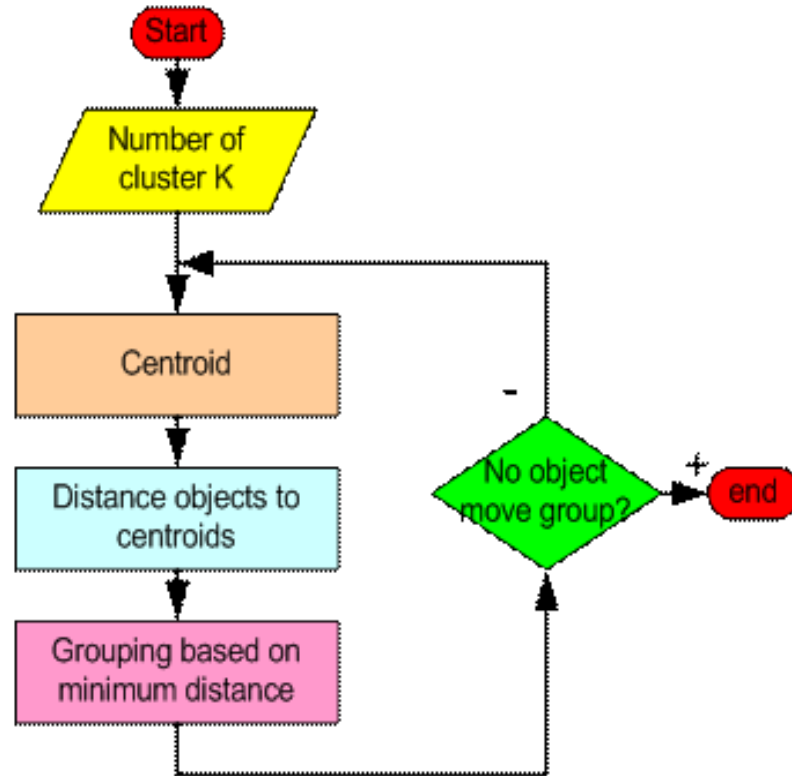 Start
Number of
cluster K
Centroid
Distance objects to
centroids
Grouping based on
minimum distance
-
No object
move group?
+
end